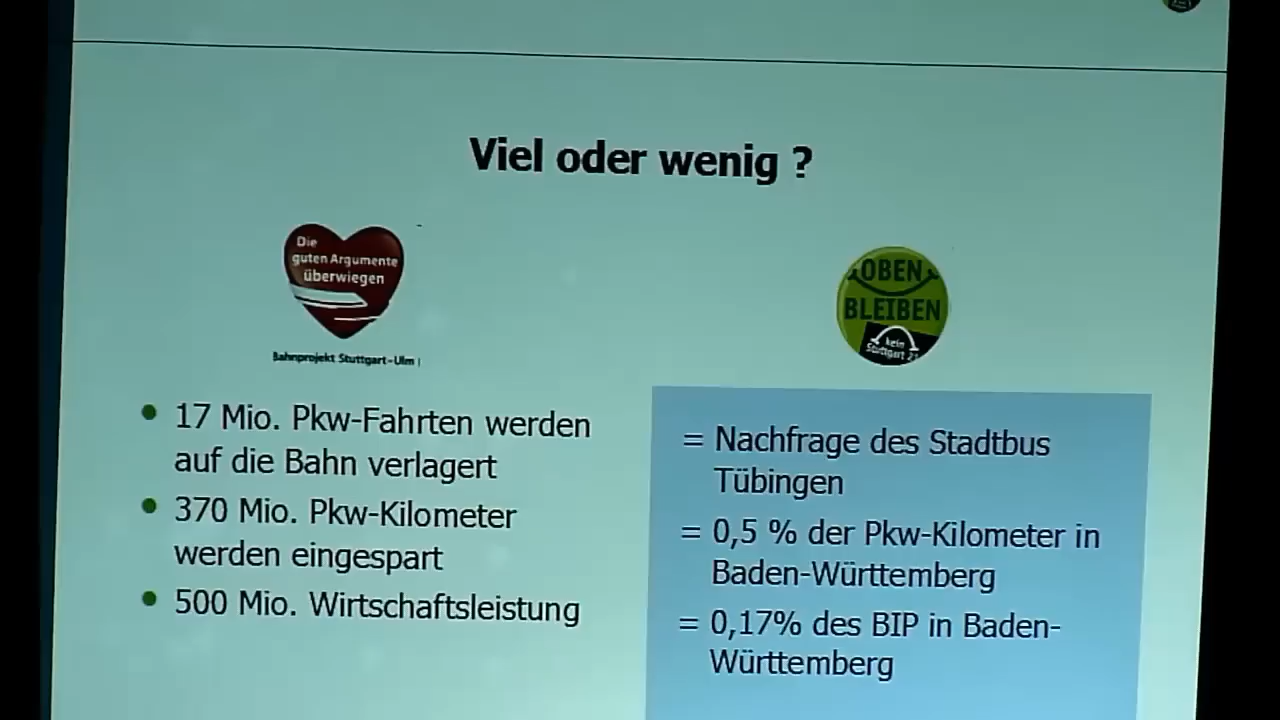 Viel oder wenig ?
Die
guten Argumente
überwiegen
Bahnprojekt Stuttgart-Ulm
OBEN
BLEIBEN
kein
Stuttgart 21
• 17 Mio. Pkw-Fahrten werden
auf die Bahn verlagert
• 370 Mio. Pkw-Kilometer
werden eingespart
• 500 Mio. Wirtschaftsleistung
= Nachfrage des Stadtbus
Tübingen
= 0,5 % der Pkw-Kilometer in
Baden-Württemberg
= 0,17% des BIP in Baden-
Württemberg